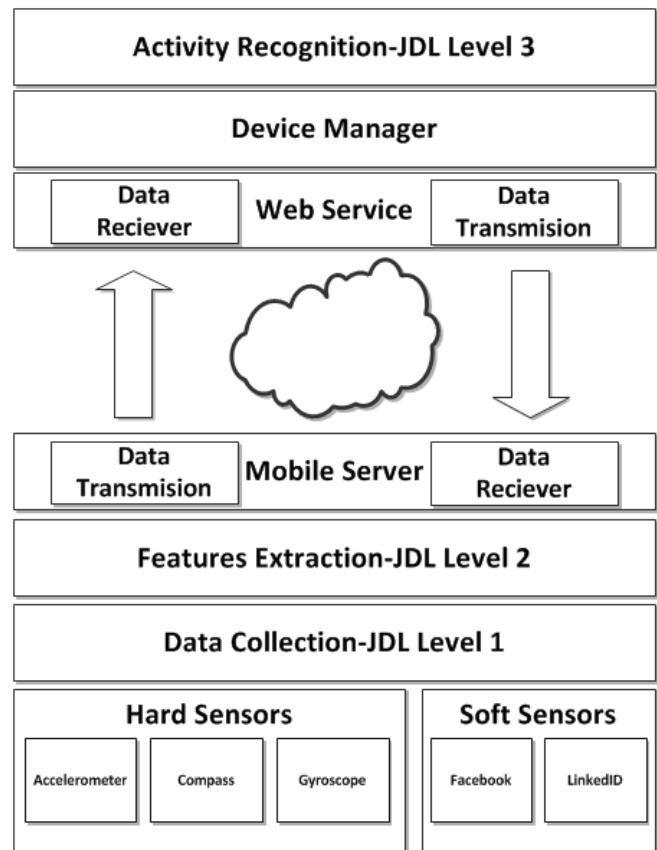 Activity Recognition-JDL Level 3
Device Manager
Data
Reciever
Web Service
Data
Transmision
Data
Transmision
Mobile Server
Data
Reciever
Features Extraction-JDL Level 2
Data Collection-JDL Level 1
Hard Sensors
Accelerometer
Compass
Gyroscope
Soft Sensors
Facebook
LinkedID